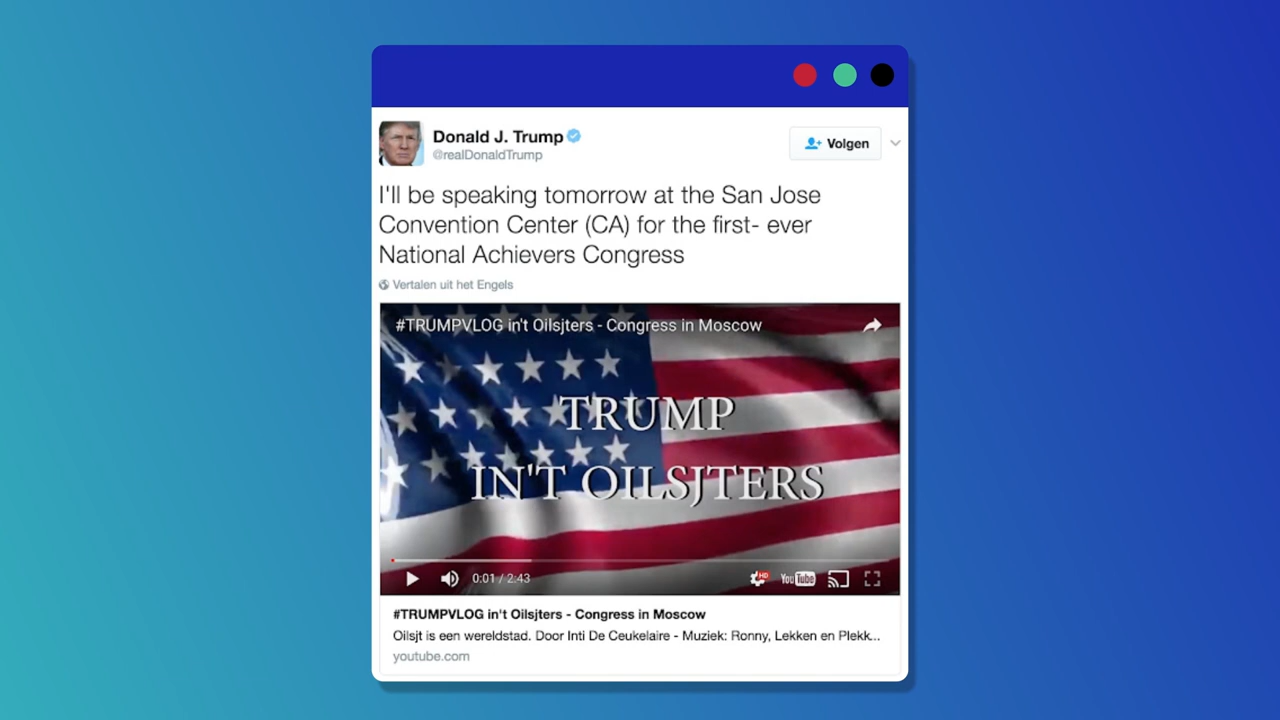 Donald J. Trump
@realDonaldTrump
Volgen
I'll be speaking tomorrow at the San Jose
Convention Center (CA) for the first- ever
National Achievers Congress
Vertalen uit het Engels
#TRUMPVLOG in't Oilsjters - Congress in Moscow
TRUMP
IN'T OILSJTERS
0:01 / 2:43
HD
YouTube
#TRUMPVLOG in't Oilsjters - Congress in Moscow
Oilsjt is een wereldstad. Door Inti De Ceukelaire - Muziek: Ronny, Lekken en Plekk...
youtube.com